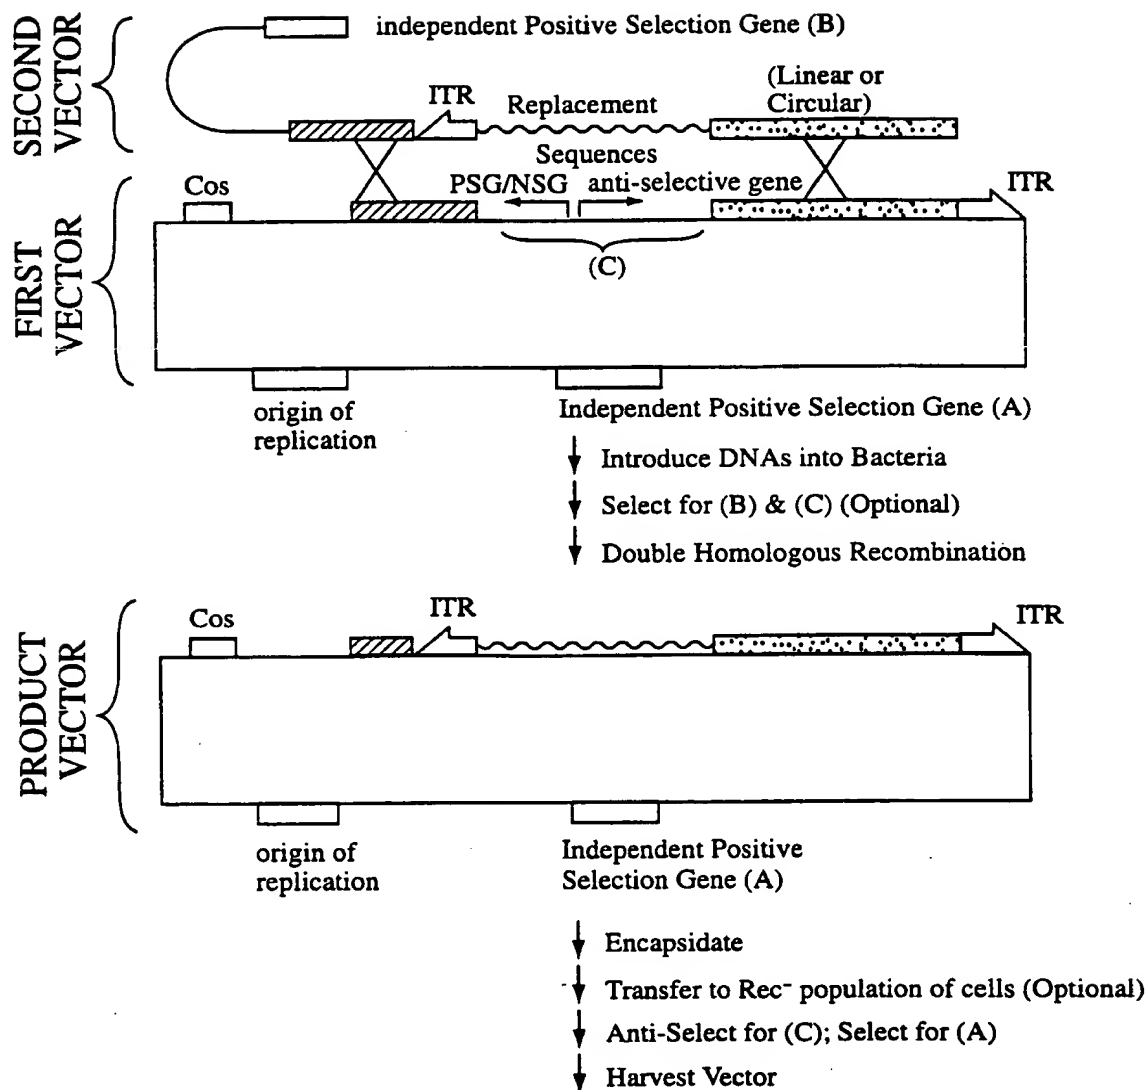 SECOND
VECTOR
independent Positive Selection Gene (B)
(Linear or
Circular)
ITR
Replacement
Sequences
FIRST
VECTOR
Cos
PSG/NSG
anti-selective gene
ITR
(C)
origin of
replication
Independent Positive Selection Gene (A)
Introduce DNAs into Bacteria
Select for (B) & (C) (Optional)
Double Homologous Recombination
PRODUCT
VECTOR
Cos
ITR
ITR
origin of
replication
Independent Positive
Selection Gene (A)
Encapsidate
Transfer to Rec⁻ population of cells (Optional)
Anti-Select for (C); Select for (A)
Harvest Vector